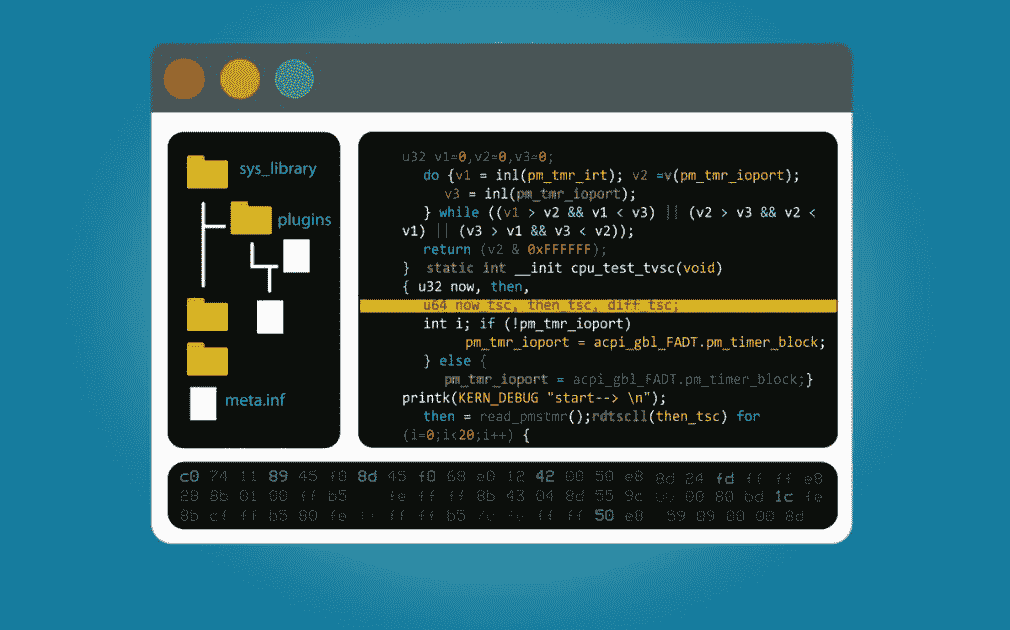 sys_library
plugins
meta.inf
u32 v1=0,v2=0,v3=0;
do {v1 = inl(pm_tmr_irt); v2 =v(pm_tmr_ioport);
v3 = inl(pm_tmr_ioport);
} while ((v1 > v2 && v1 < v3) || (v2 > v3 && v2 <
v1) || (v3 > v1 && v3 < v2));
return (v2 & 0xFFFFFF);
} static int __init cpu_test_tvsc(void)
{ u32 now, then,
u64 now_tsc, then_tsc, diff_tsc;
int i; if (!pm_tmr_ioport)
pm_tmr_ioport = acpi_gbl_FADT.pm_timer_block;
} else {
pm_tmr_ioport = acpi_gbl_FADT.pm_timer_block;}
printk(KERN_DEBUG "start--> \n");
then = read_pmstmr();rdtscll(then_tsc) for
(i=0;i<20;i++) {
c0 74 11 89 45 f0 8d 45 f0 68 e0 12 42 00 50 e8 8d 24 fd ff ff e8
28 8b 01 00 ff b5 fe ff ff 8b 43 04 8d 55 9c 00 80 bd 1c fe
8b cf ff b5 80 fe ff ff b5 ff ff 50 e8 59 09 00 00 8d